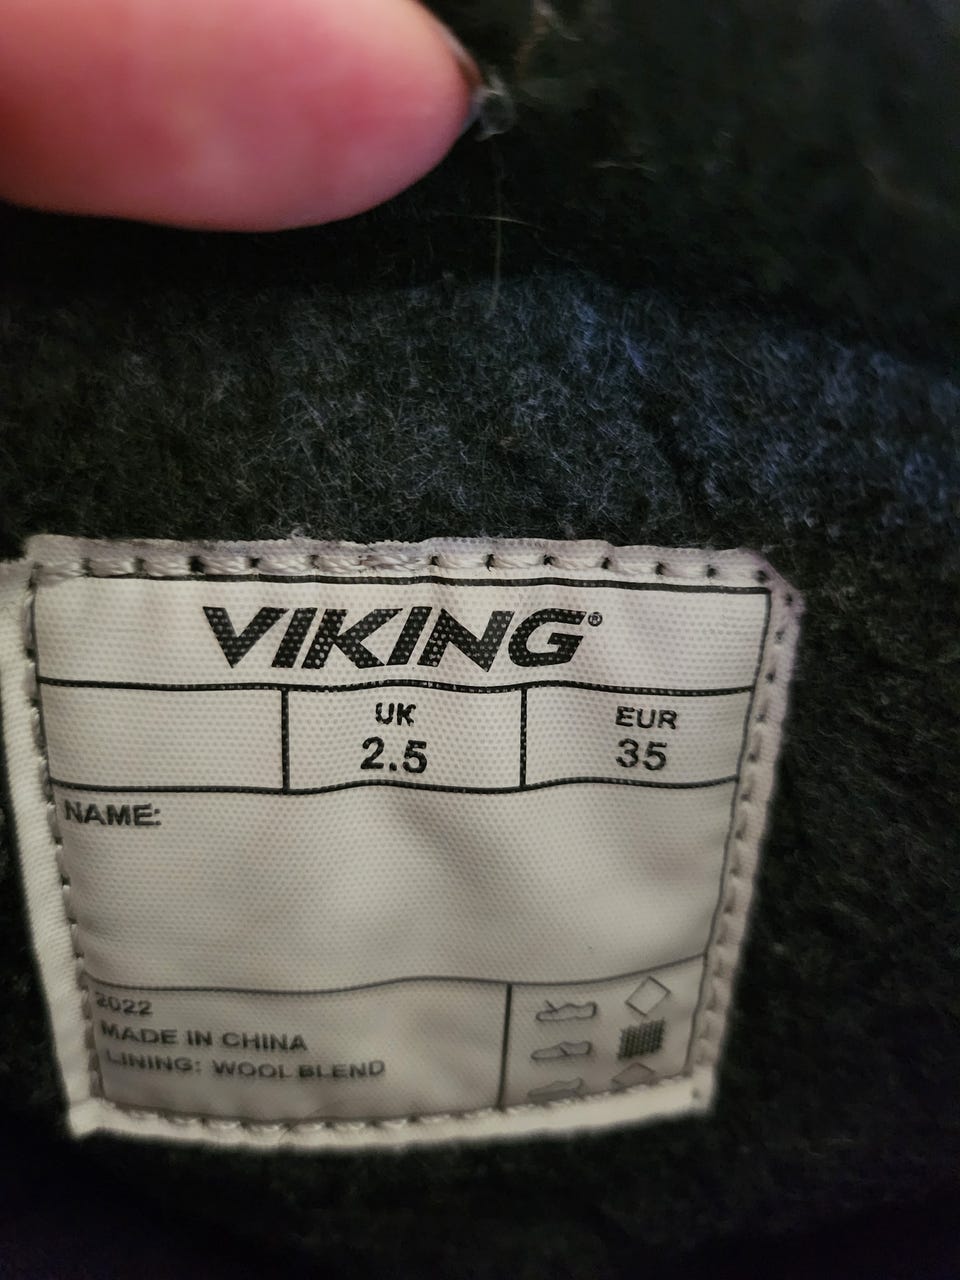 VIKING®
UK
2.5
EUR
35
NAME:
2022
MADE IN CHINA
LINING: WOOL BLEND